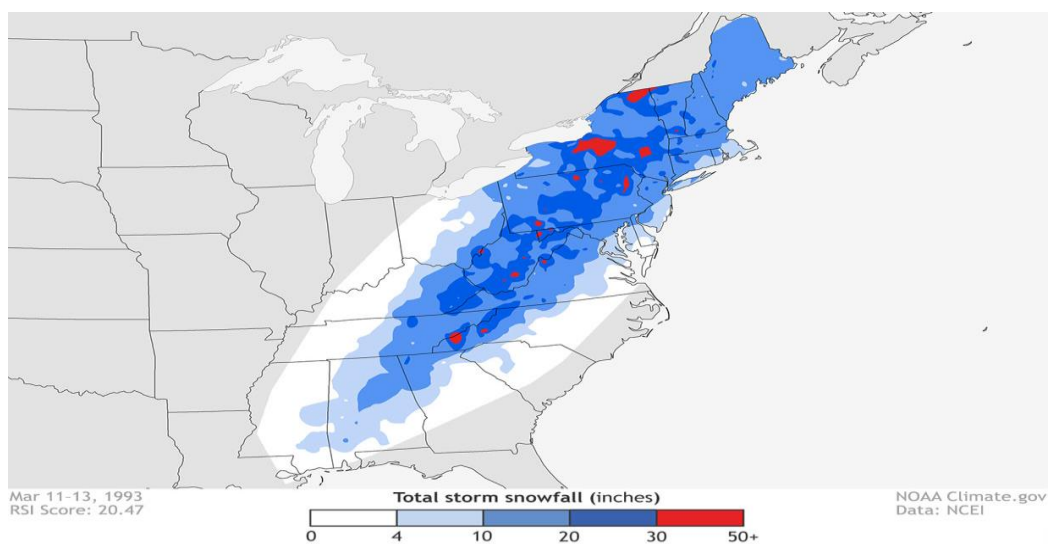 Mar 11-13, 1993
RSI Score: 20.47
Total storm snowfall (inches)
0 4 10 20 30 50+
NOAA Climate.gov
Data: NCEI